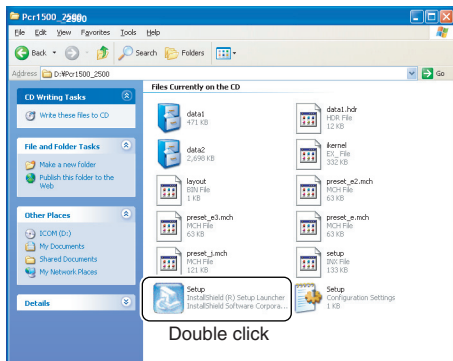 Pcr1500_2500
File Edit View Favorites Tools Help
Back Search Folders
Address D:\Pcr1500_2500 Go
CD Writing Tasks
Write these files to CD
File and Folder Tasks
Make a new folder
Publish this folder to the
Web
Other Places
ICOM (D:)
My Documents
Shared Documents
My Network Places
Details
Files Currently on the CD
data1
471 KB
data1.hdr
HDR File
12 KB
data2
2,698 KB
ikernel
EX_ File
332 KB
layout
BIN File
1 KB
preset_e2.mch
MCH File
63 KB
preset_e3.mch
MCH File
63 KB
preset_e.mch
MCH File
63 KB
preset_j.mch
MCH File
121 KB
setup
INX File
133 KB
Setup
InstallShield (R) Setup Launcher
InstallShield Software Corpora...
Setup
Configuration Settings
1 KB
Double click